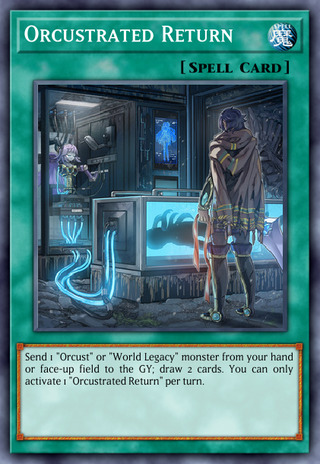 Orcustrated Return
魔
[Spell Card]
Send 1 "Orcust" or "World Legacy" monster from your hand
or face-up field to the GY; draw 2 cards. You can only
activate 1 "Orcustrated Return" per turn.